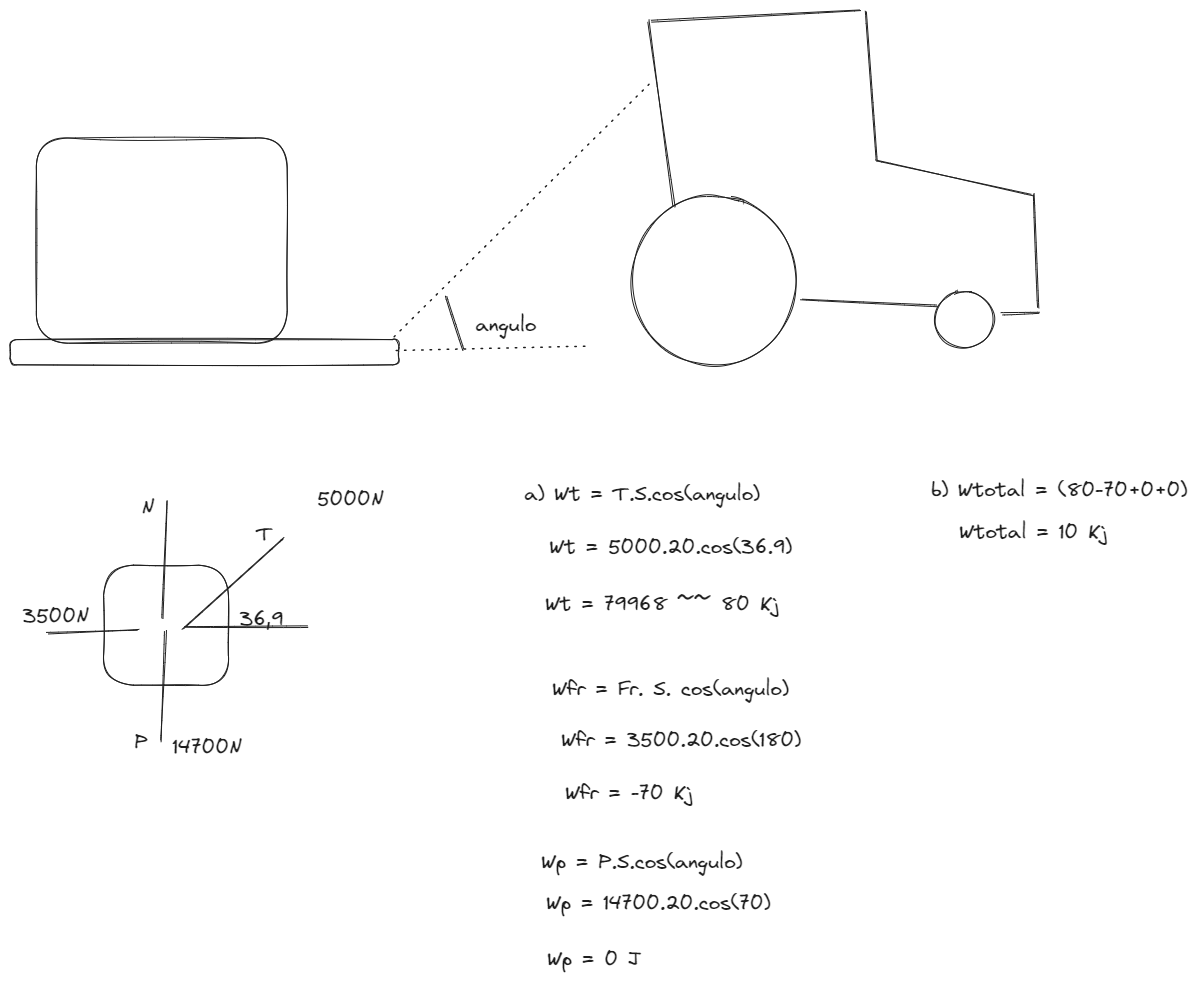 angulo
N
5000N
T
3500N
36,9
P
14700N
a) Wt = T.S.cos(angulo)
Wt = 5000.20.cos(36.9)
Wt = 79968 ~~ 80 Kj
Wfr = Fr. S. cos(angulo)
Wfr = 3500.20.cos(180)
Wfr = -70 Kj
Wp = P.S.cos(angulo)
Wp = 14700.20.cos(70)
Wp = 0 J
b) Wtotal = (80-70+0+0)
Wtotal = 10 Kj